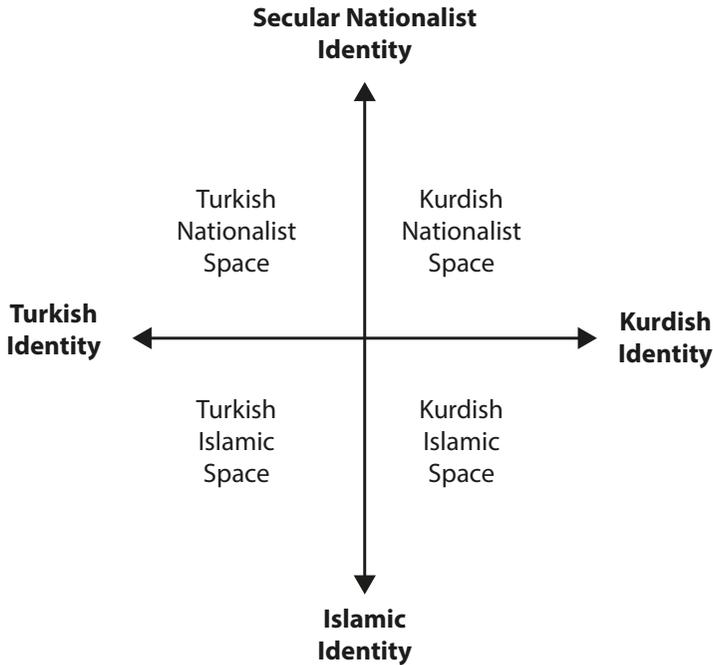 Secular Nationalist
Identity
Turkish
Nationalist
Space
Kurdish
Nationalist
Space
Turkish
Identity
Kurdish
Identity
Turkish
Islamic
Space
Kurdish
Islamic
Space
Islamic
Identity